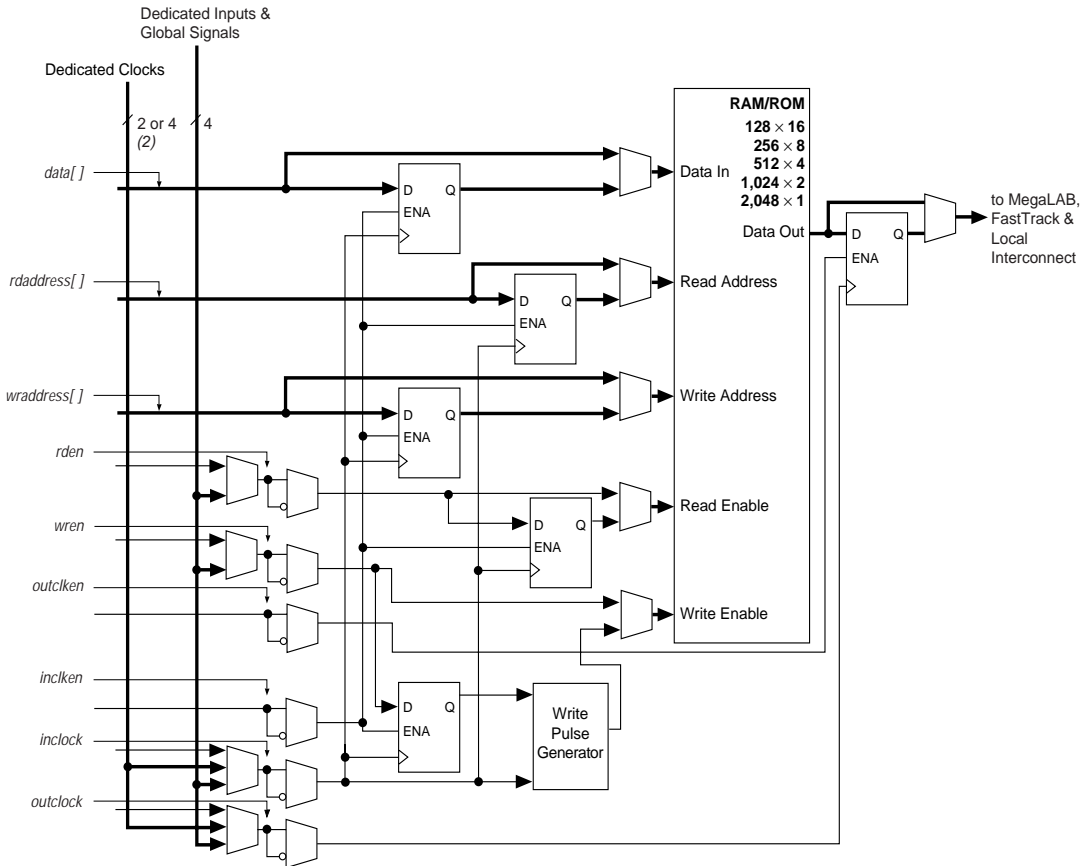 Dedicated Inputs &
Global Signals
Dedicated Clocks
2 or 4
(2)
4
RAM/ROM
128 × 16
256 × 8
512 × 4
1,024 × 2
2,048 × 1
data[ ]
D Q
ENA
Data In
Data Out
D Q
ENA
to MegaLAB,
FastTrack &
Local
Interconnect
rdaddress[ ]
D Q
ENA
Read Address
wraddress[ ]
D Q
ENA
Write Address
rden
D Q
ENA
Read Enable
wren
outclken
Write Enable
inclken
D Q
ENA
Write
Pulse
Generator
inclock
outclock